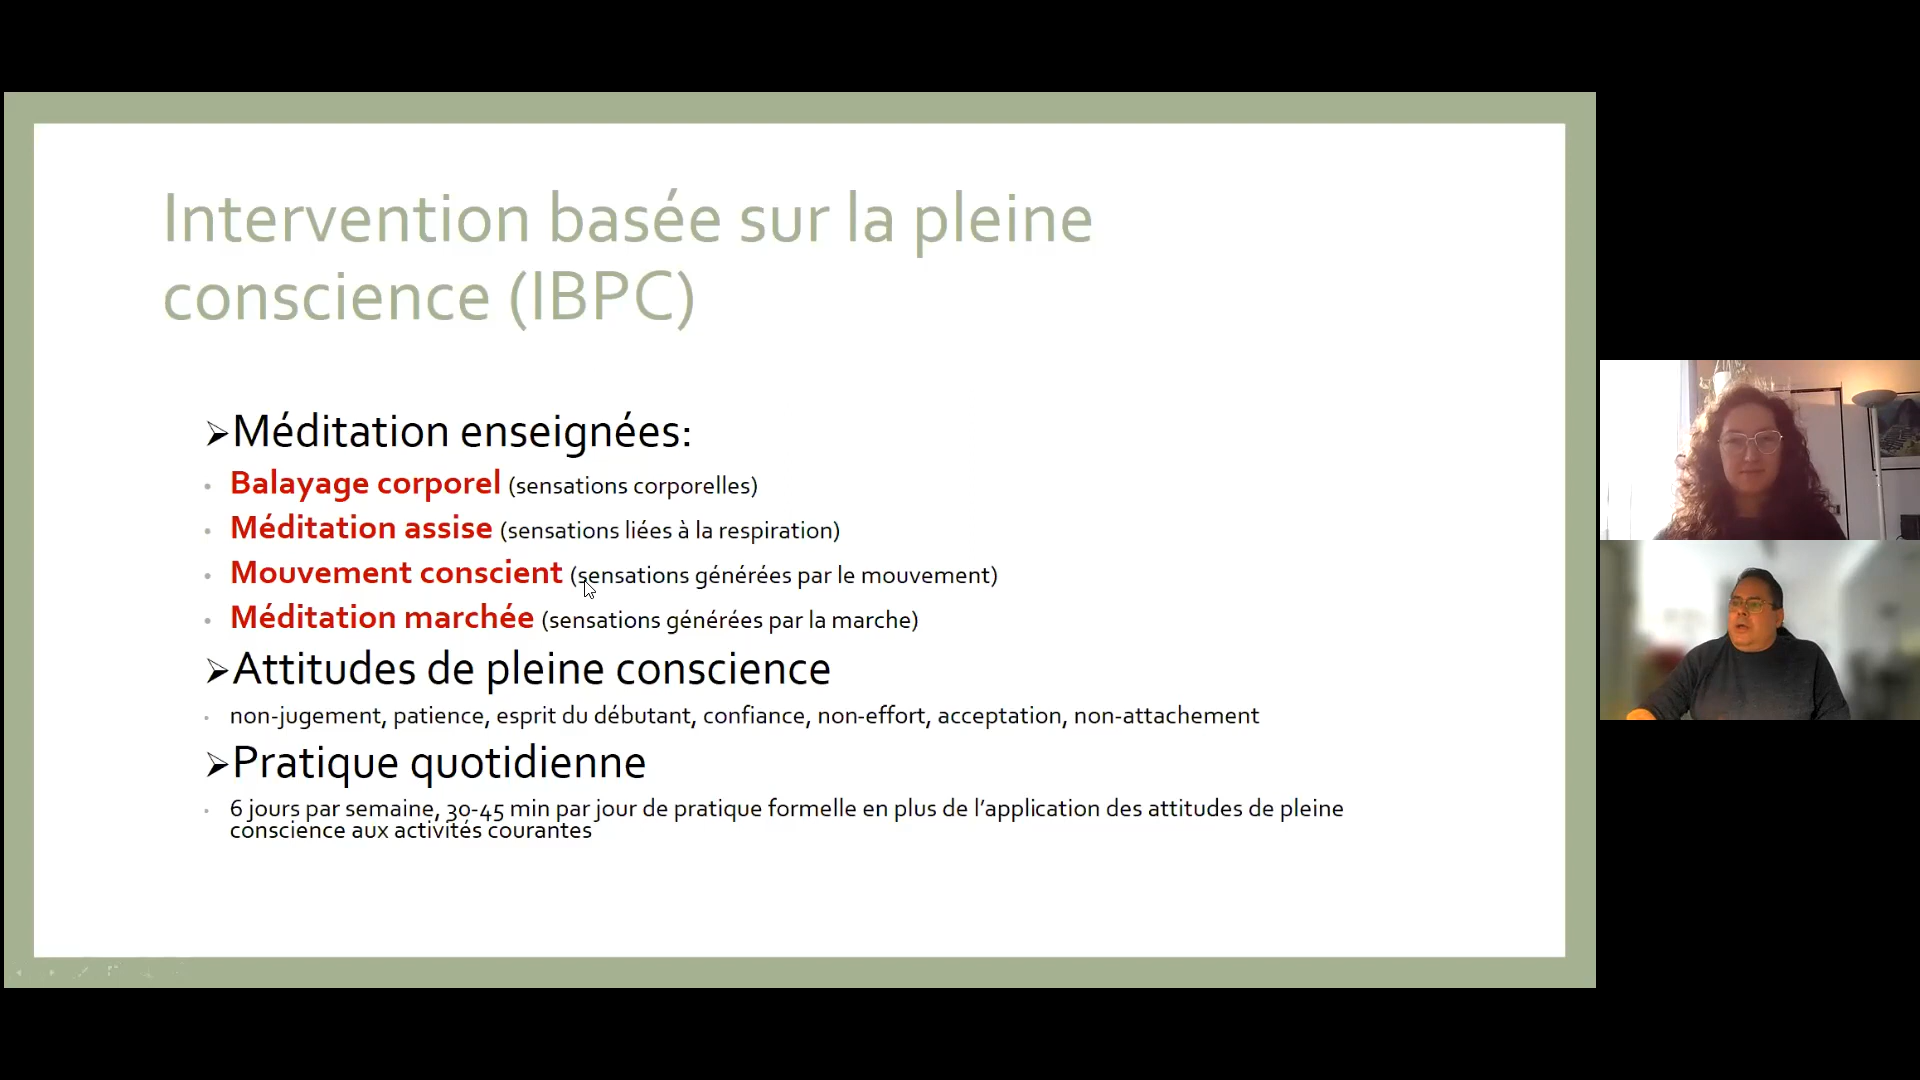 Intervention basée sur la pleine
conscience (IBPC)
➢Méditation enseignées:
• Balayage corporel (sensations corporelles)
• Méditation assise (sensations liées à la respiration)
• Mouvement conscient (sensations générées par le mouvement)
• Méditation marchée (sensations générées par la marche)
➢Attitudes de pleine conscience
• non-jugement, patience, esprit du débutant, confiance, non-effort, acceptation, non-attachement
➢Pratique quotidienne
• 6 jours par semaine, 30-45 min par jour de pratique formelle en plus de l’application des attitudes de pleine
conscience aux activités courantes